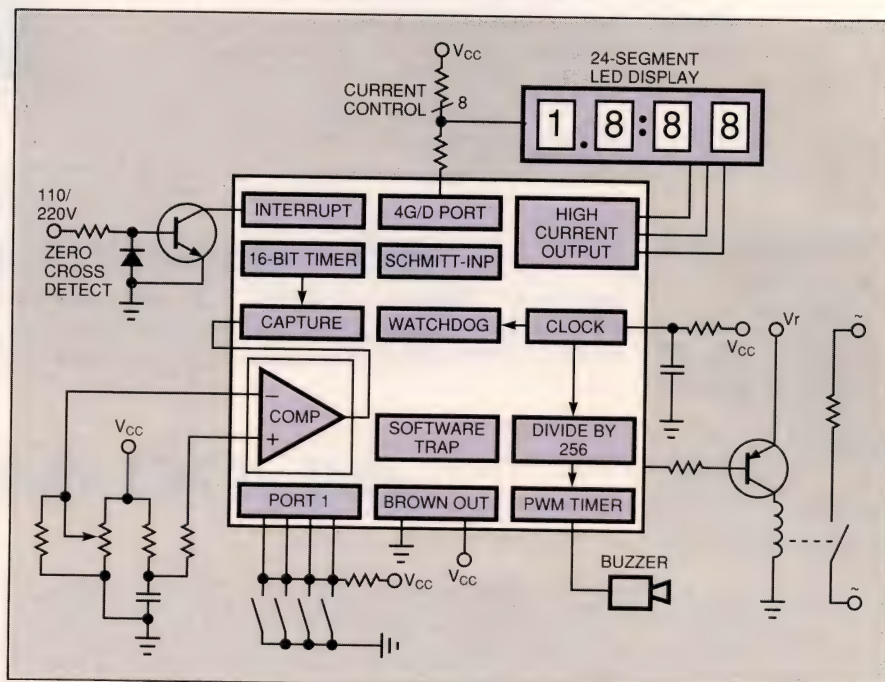 VCC
24-SEGMENT
LED DISPLAY
CURRENT
CONTROL
8
1.8:8 8
110/
220V
ZERO
CROSS
DETECT
INTERRUPT
4G/D PORT
HIGH
CURRENT
OUTPUT
16-BIT TIMER
SCHMITT-INP
CAPTURE
WATCHDOG
CLOCK
VCC
Vr
~
VCC
−
COMP
+
SOFTWARE
TRAP
DIVIDE BY
256
PORT 1
BROWN OUT
PWM TIMER
VCC
VCC
BUZZER
~